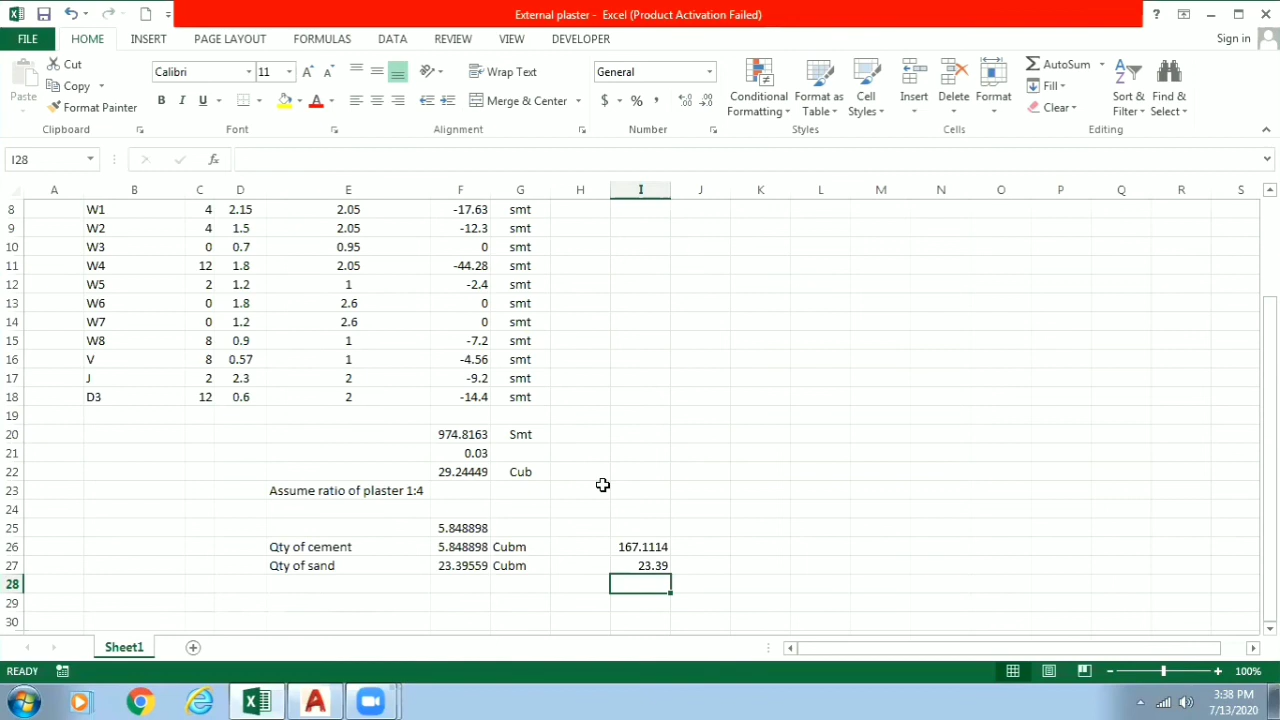 External plaster - Excel (Product Activation Failed)
FILE HOME INSERT PAGE LAYOUT FORMULAS DATA REVIEW VIEW DEVELOPER Sign in
Paste Cut Copy Format Painter
Calibri 11
Wrap Text
Merge & Center
General
Conditional Formatting
Format as Table
Cell Styles
Insert Delete Format
AutoSum Fill Clear
Sort & Filter
Find & Select
Clipboard Font Alignment Number Styles Cells Editing
I28 fx
A B C D E F G H I J K L M N O P Q R S
8 W1 4 2.15 2.05 -17.63 smt
9 W2 4 1.5 2.05 -12.3 smt
10 W3 0 0.7 0.95 0 smt
11 W4 12 1.8 2.05 -44.28 smt
12 W5 2 1.2 1 -2.4 smt
13 W6 0 1.8 2.6 0 smt
14 W7 0 1.2 2.6 0 smt
15 W8 8 0.9 1 -7.2 smt
16 V 8 0.57 1 -4.56 smt
17 J 2 2.3 2 -9.2 smt
18 D3 12 0.6 2 -14.4 smt
19
20 974.8163 Smt
21 0.03
22 29.24449 Cub
23 Assume ratio of plaster 1:4
24
25 5.848898
26 Qty of cement 5.848898 Cubm 167.1114
27 Qty of sand 23.39559 Cubm 23.39
28
29
30
Sheet1
READY 100%
3:38 PM
7/13/2020